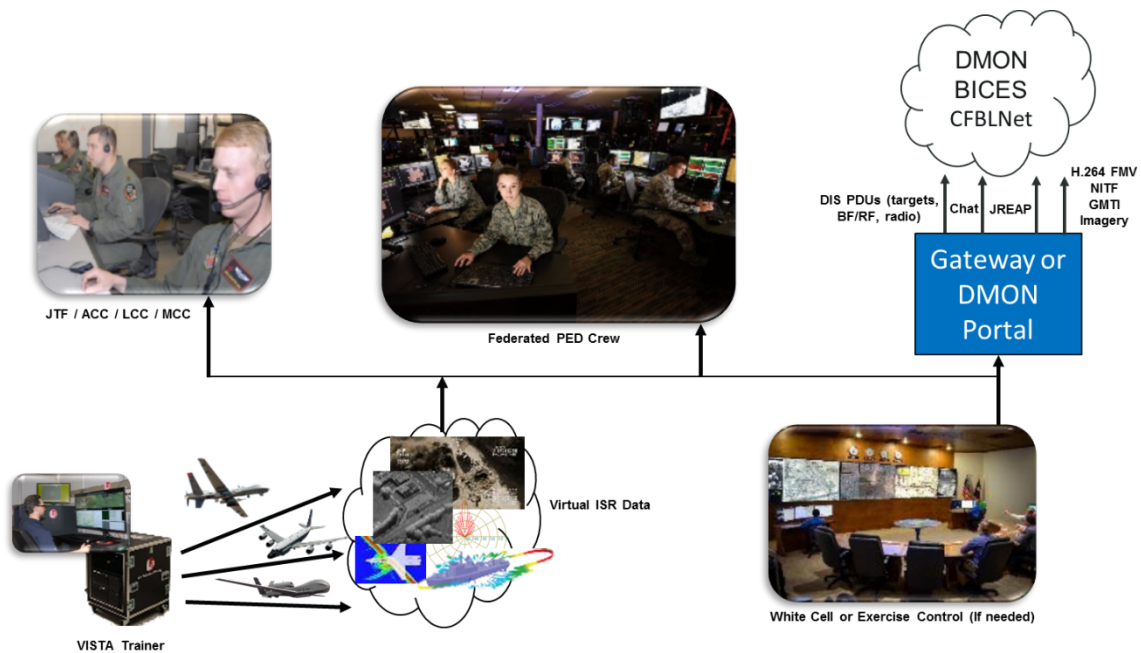 DMON
BICES
CFBLNet
H.264 FMV
NITF
GMTI
Imagery
DIS PDUs (targets,
BF/RF, radio)
Chat
JREAP
Gateway or
DMON
Portal
JTF / ACC / LCC / MCC
Federated PED Crew
Virtual ISR Data
VISTA Trainer
White Cell or Exercise Control (If needed)